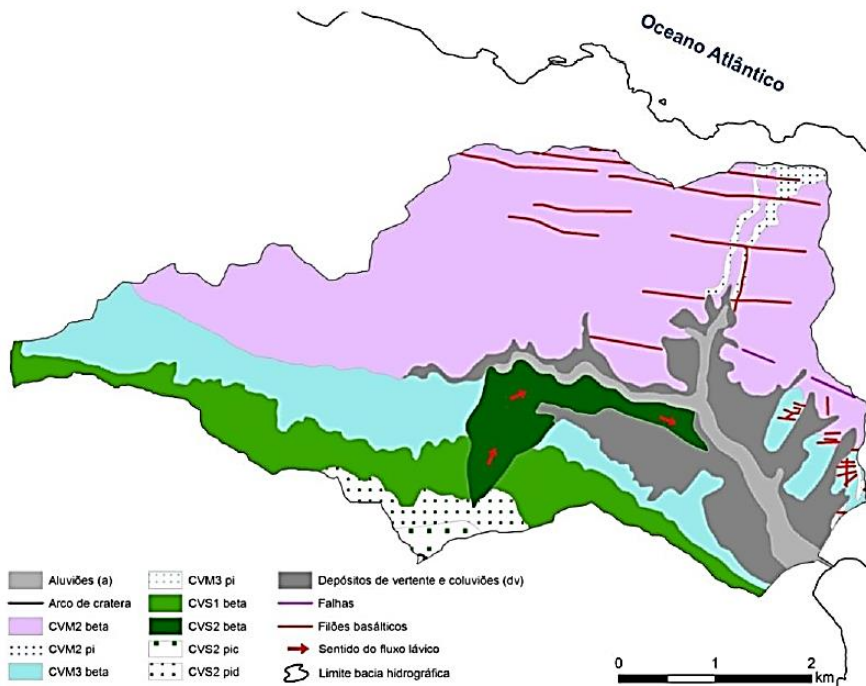 Oceano Atlântico
Aluviões (a)
Arco de cratera
CVM2 beta
CVM2 pi
CVM3 beta
CVM3 pi
CVS1 beta
CVS2 beta
CVS2 pic
CVS2 pid
Depósitos de vertente e coluviões (dv)
Falhas
Filões basálticos
Sentido do fluxo lávico
Limite bacia hidrográfica
0 1 2
km